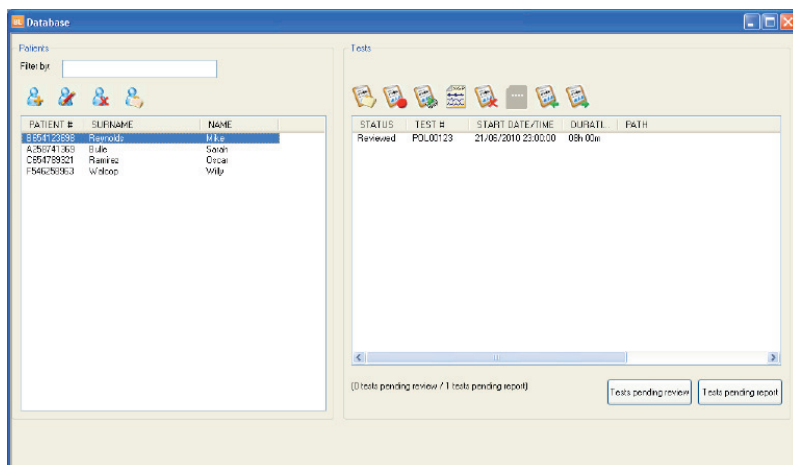 Database
Patients
Filter by:
PATIENT # SURNAME NAME
B654123898 Reynolds Mike
A258741369 Bulle Sarah
C654789321 Ramirez Oscar
F546258963 Welcop Willy
Tests
STATUS TEST # START DATE/TIME DURATI... PATH
Reviewed POL00123 21/06/2010 23:00:00 08h 00m
(0 tests pending review / 1 tests pending report)
Tests pending review Tests pending report